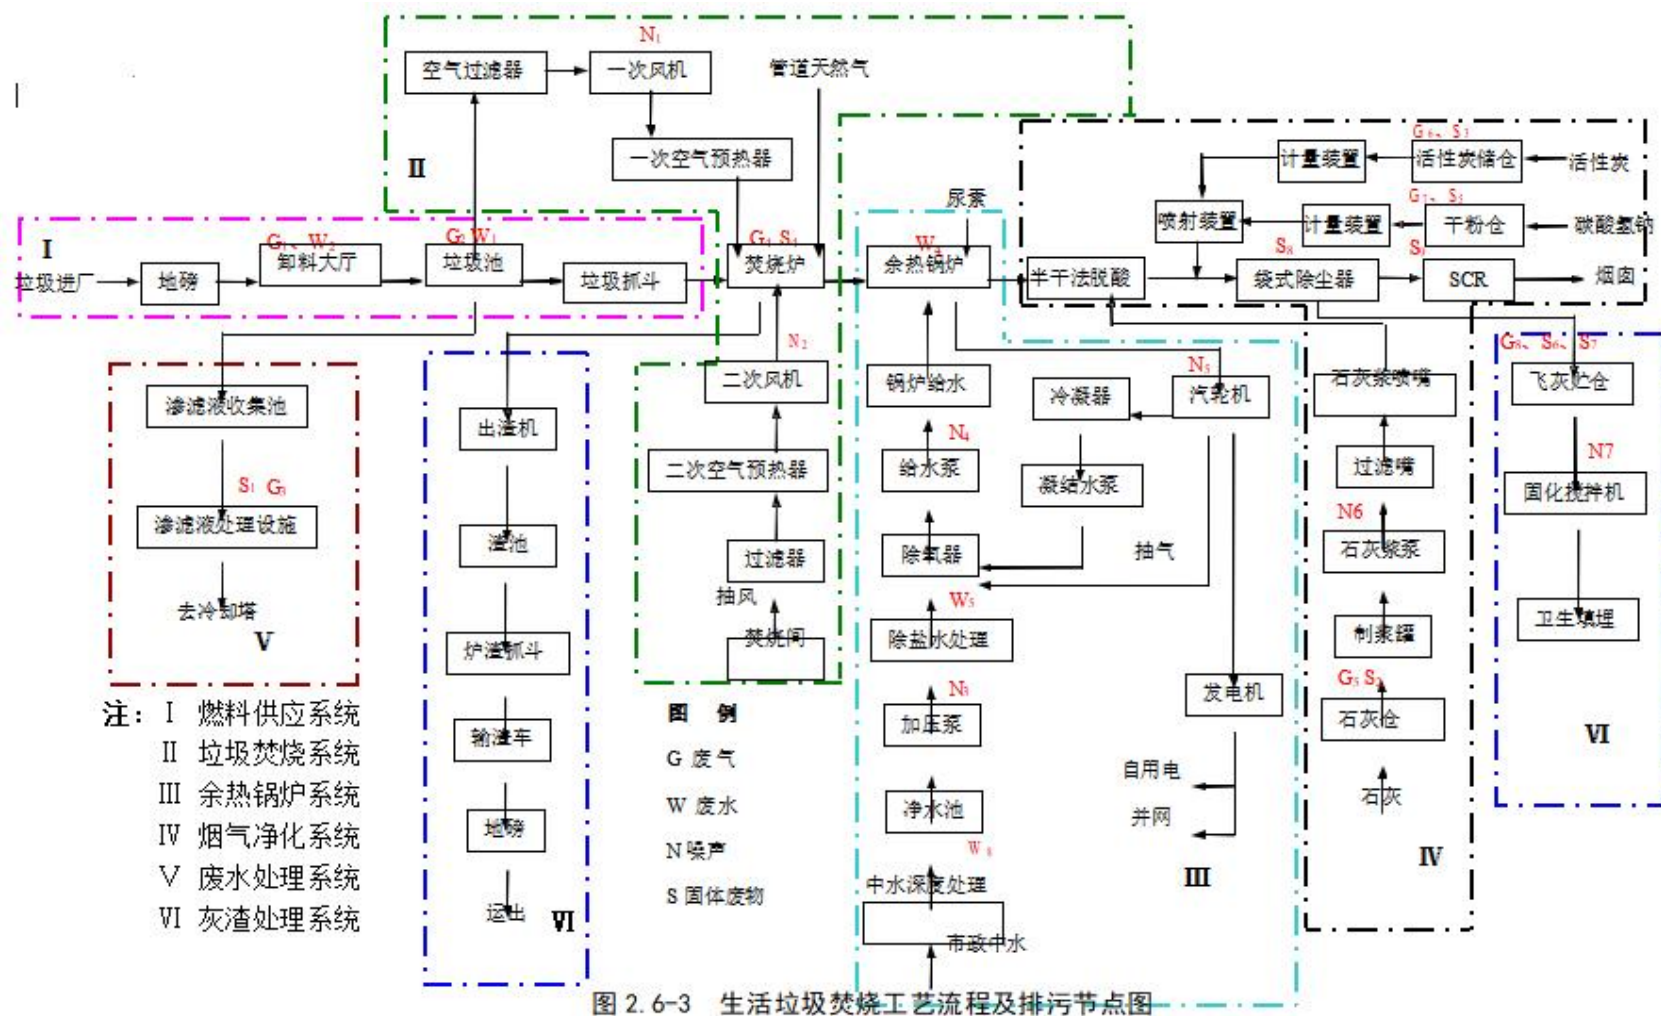 N₁
空气过滤器
一次风机
管道天然气
一次空气预热器
II
G₆、S₃
计量装置
活性炭储仓
活性炭
尿素
喷射装置
计量装置
干粉仓
碳酸氢钠
I
G₁、W₂
G₂ W₁
G₄ S₄
W₄
S₈
垃圾进厂
地磅
卸料大厅
垃圾池
垃圾抓斗
焚烧炉
余热锅炉
半干法脱酸
袋式除尘器
SCR
烟囱
N₂
N₅
G₈、S₆、S₇
渗滤液收集池
出渣机
二次风机
锅炉给水
冷凝器
汽轮机
石灰浆喷嘴
飞灰贮仓
N₄
S₁ G₃
二次空气预热器
给水泵
凝结水泵
过滤嘴
N7
固化搅拌机
渗滤液处理设施
渣池
过滤器
除氧器
抽气
N6
石灰浆泵
去冷却塔
V
抽风
焚烧间
W₅
除盐水处理
制浆罐
卫生填埋
炉渣抓斗
N₃
加压泵
发电机
G₅ S₂
石灰仓
VI
注： I 燃料供应系统
II 垃圾焚烧系统
III 余热锅炉系统
IV 烟气净化系统
V 废水处理系统
VI 灰渣处理系统
输渣车
地磅
运出
VI
图 例
G 废气
W 废水
N 噪声
S 固体废物
净水池
W₈
中水深度处理
市政中水
自用电
并网
III
石灰
IV
图 2.6-3 生活垃圾焚烧工艺流程及排污节点图